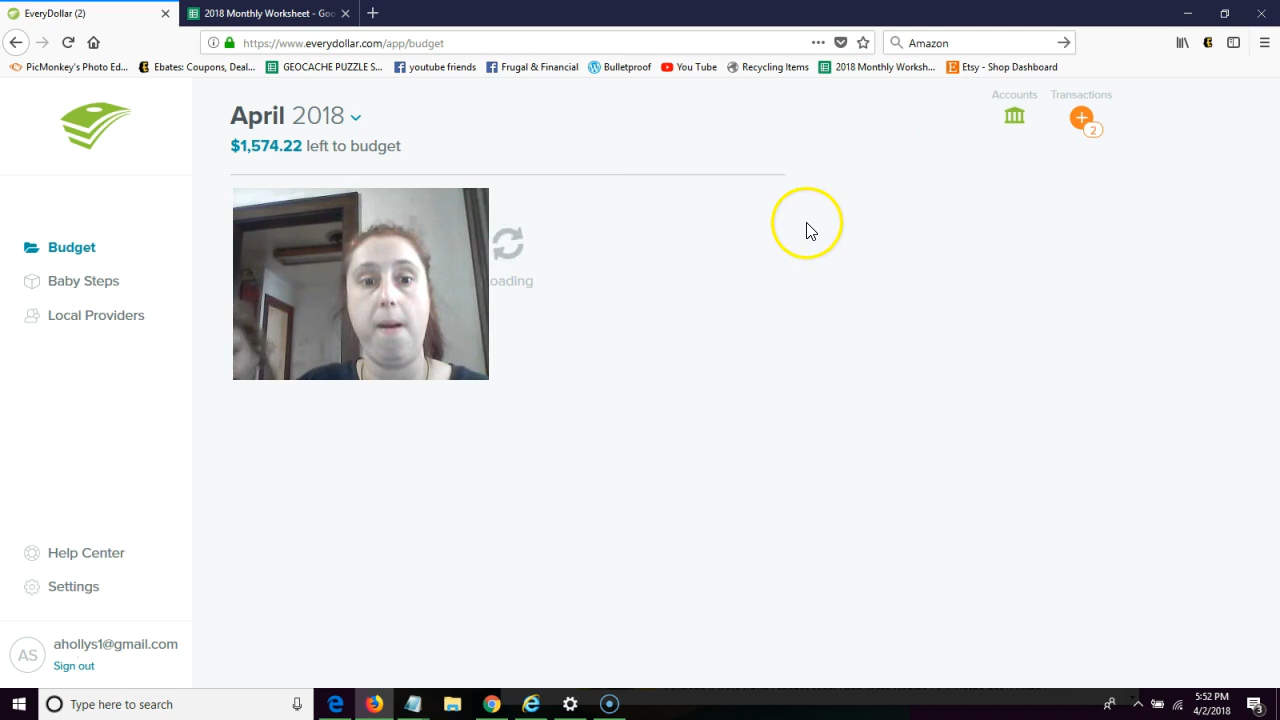 EveryDollar (2)
2018 Monthly Worksheet - Goo
https://www.everydollar.com/app/budget
Amazon
PicMonkey's Photo Ed...
Ebates: Coupons, Deal...
GEOCACHE PUZZLE S...
youtube friends
Frugal & Financial
Bulletproof
You Tube
Recycling Items
2018 Monthly Worksh...
Etsy - Shop Dashboard
April 2018
$1,574.22 left to budget
Accounts
Transactions
2
oading
Budget
Baby Steps
Local Providers
Help Center
Settings
AS
ahollys1@gmail.com
Sign out
Type here to search
5:52 PM
4/2/2018
3